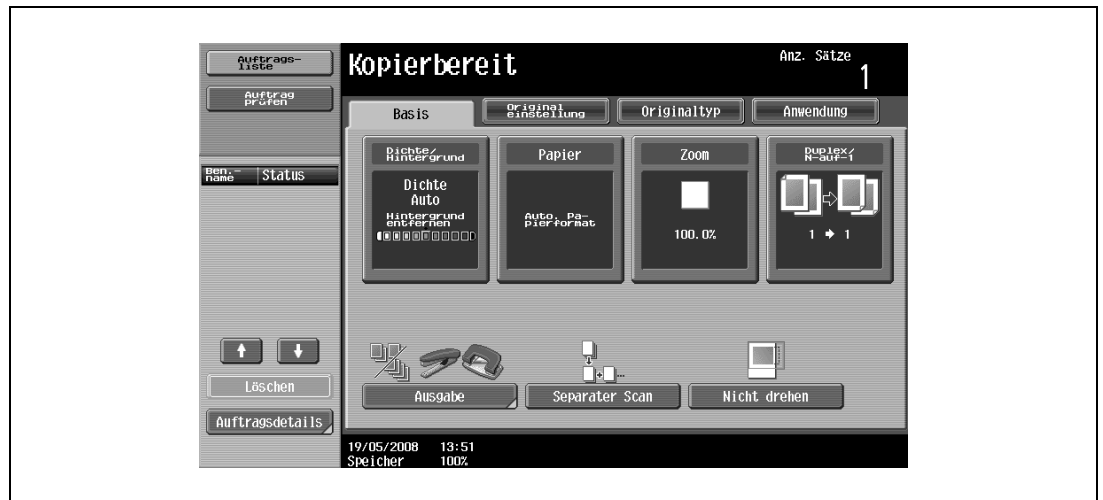 Auftrags-
liste
Auftrag
prüfen
Ben.-
name
Status
Löschen
Auftragsdetails
Kopierbereit
Anz. Sätze
1
Basis
Original
einstellung
Originaltyp
Anwendung
Dichte/
Hintergrund
Dichte
Auto
Hintergrund
entfernen
Papier
Auto. Pa-
pierformat
Zoom
100.0%
Duplex/
N-auf-1
1 → 1
Ausgabe
Separater Scan
Nicht drehen
19/05/2008 13:51
Speicher 100%